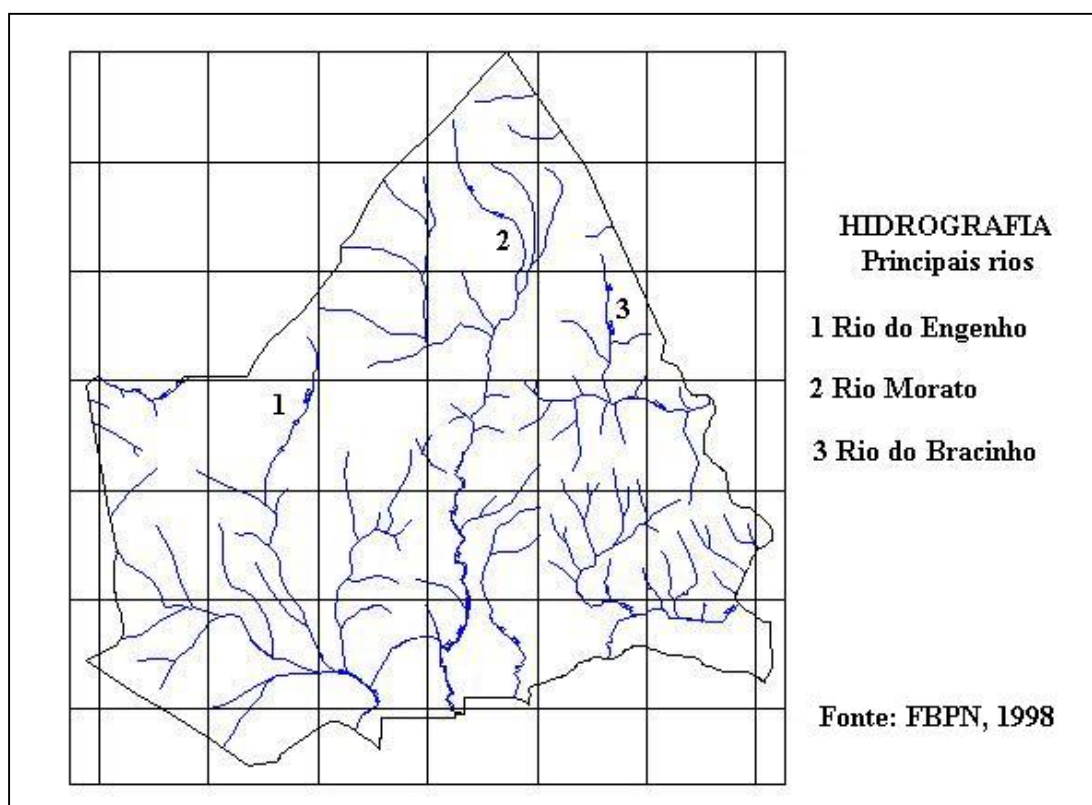 2
3
1
HIDROGRAFIA
Principais rios
1 Rio do Engenho
2 Rio Morato
3 Rio do Bracinho
Fonte: FBPN, 1998